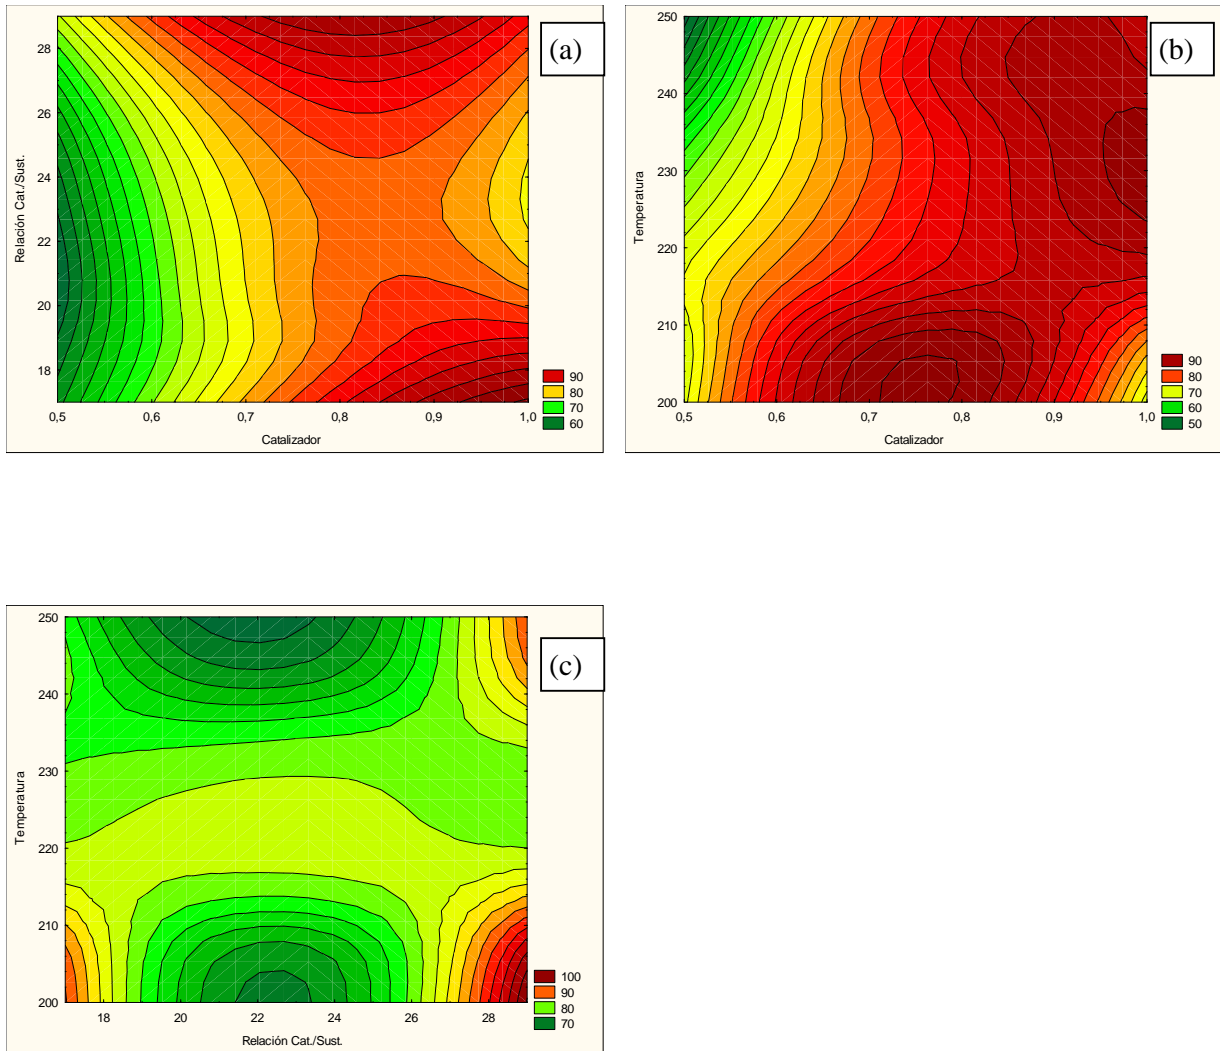 (a)
Relación Cat./Sust.
28
26
24
22
20
18
0,5 0,6 0,7 0,8 0,9 1,0
Catalizador
90
80
70
60
(b)
Temperatura
250
240
230
220
210
200
0,5 0,6 0,7 0,8 0,9 1,0
Catalizador
90
80
70
60
50
(c)
Temperatura
250
240
230
220
210
200
18 20 22 24 26 28
Relación Cat./Sust.
100
90
80
70